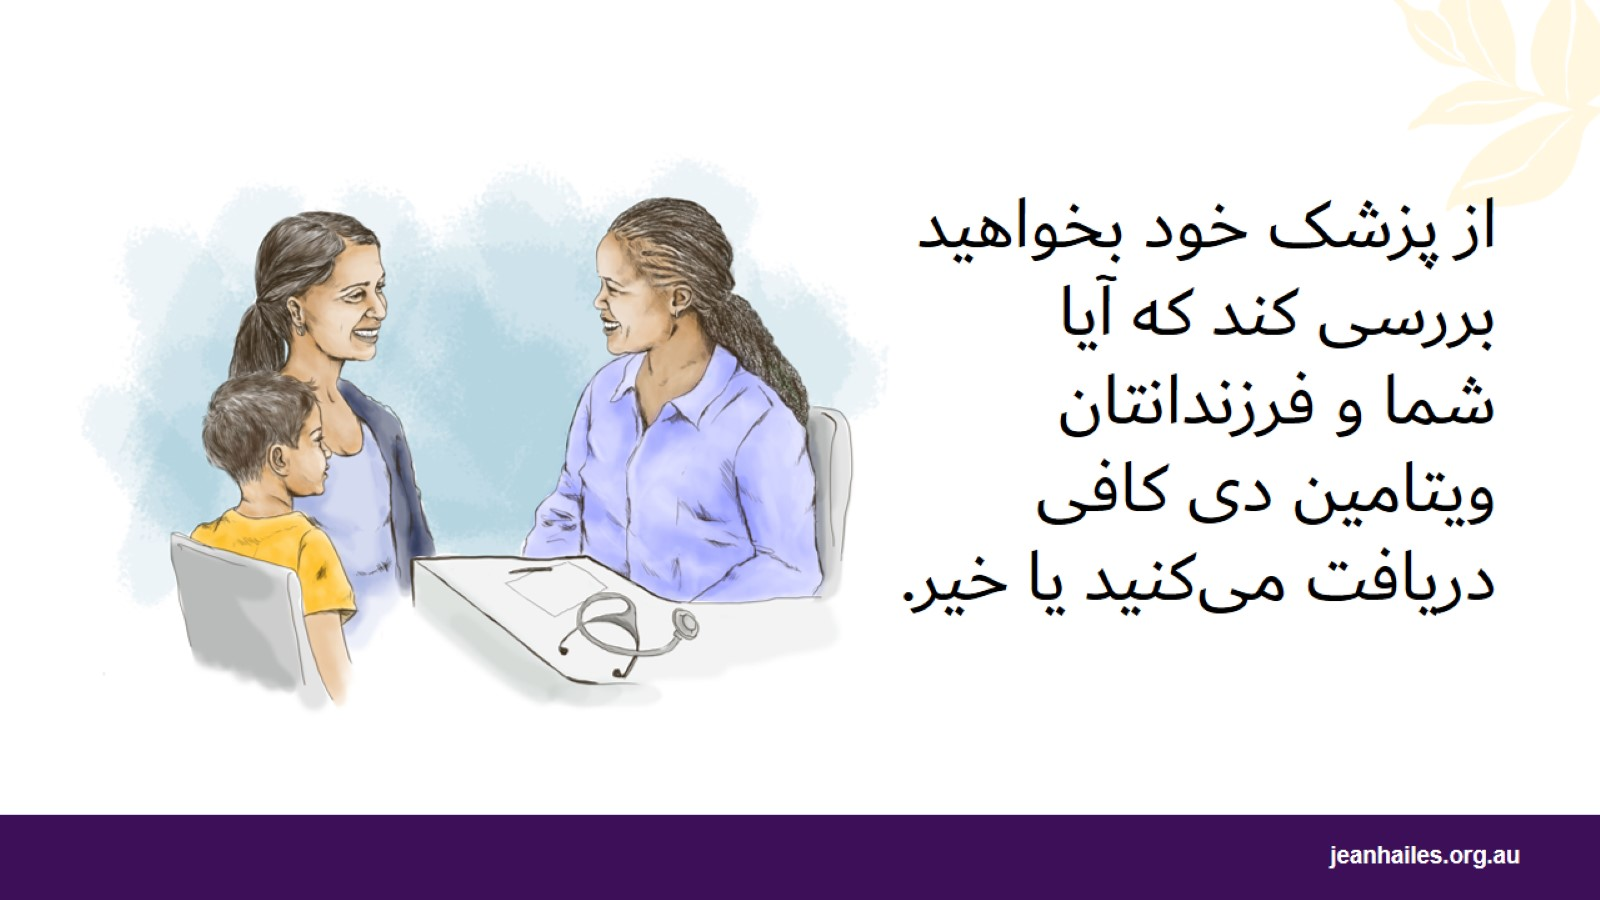 از پزشک خود بخواهید
بررسی کند که آیا
شما و فرزندانتان
ویتامین دی کافی
دریافت می‌کنید یا خیر.
jeanhailes.org.au